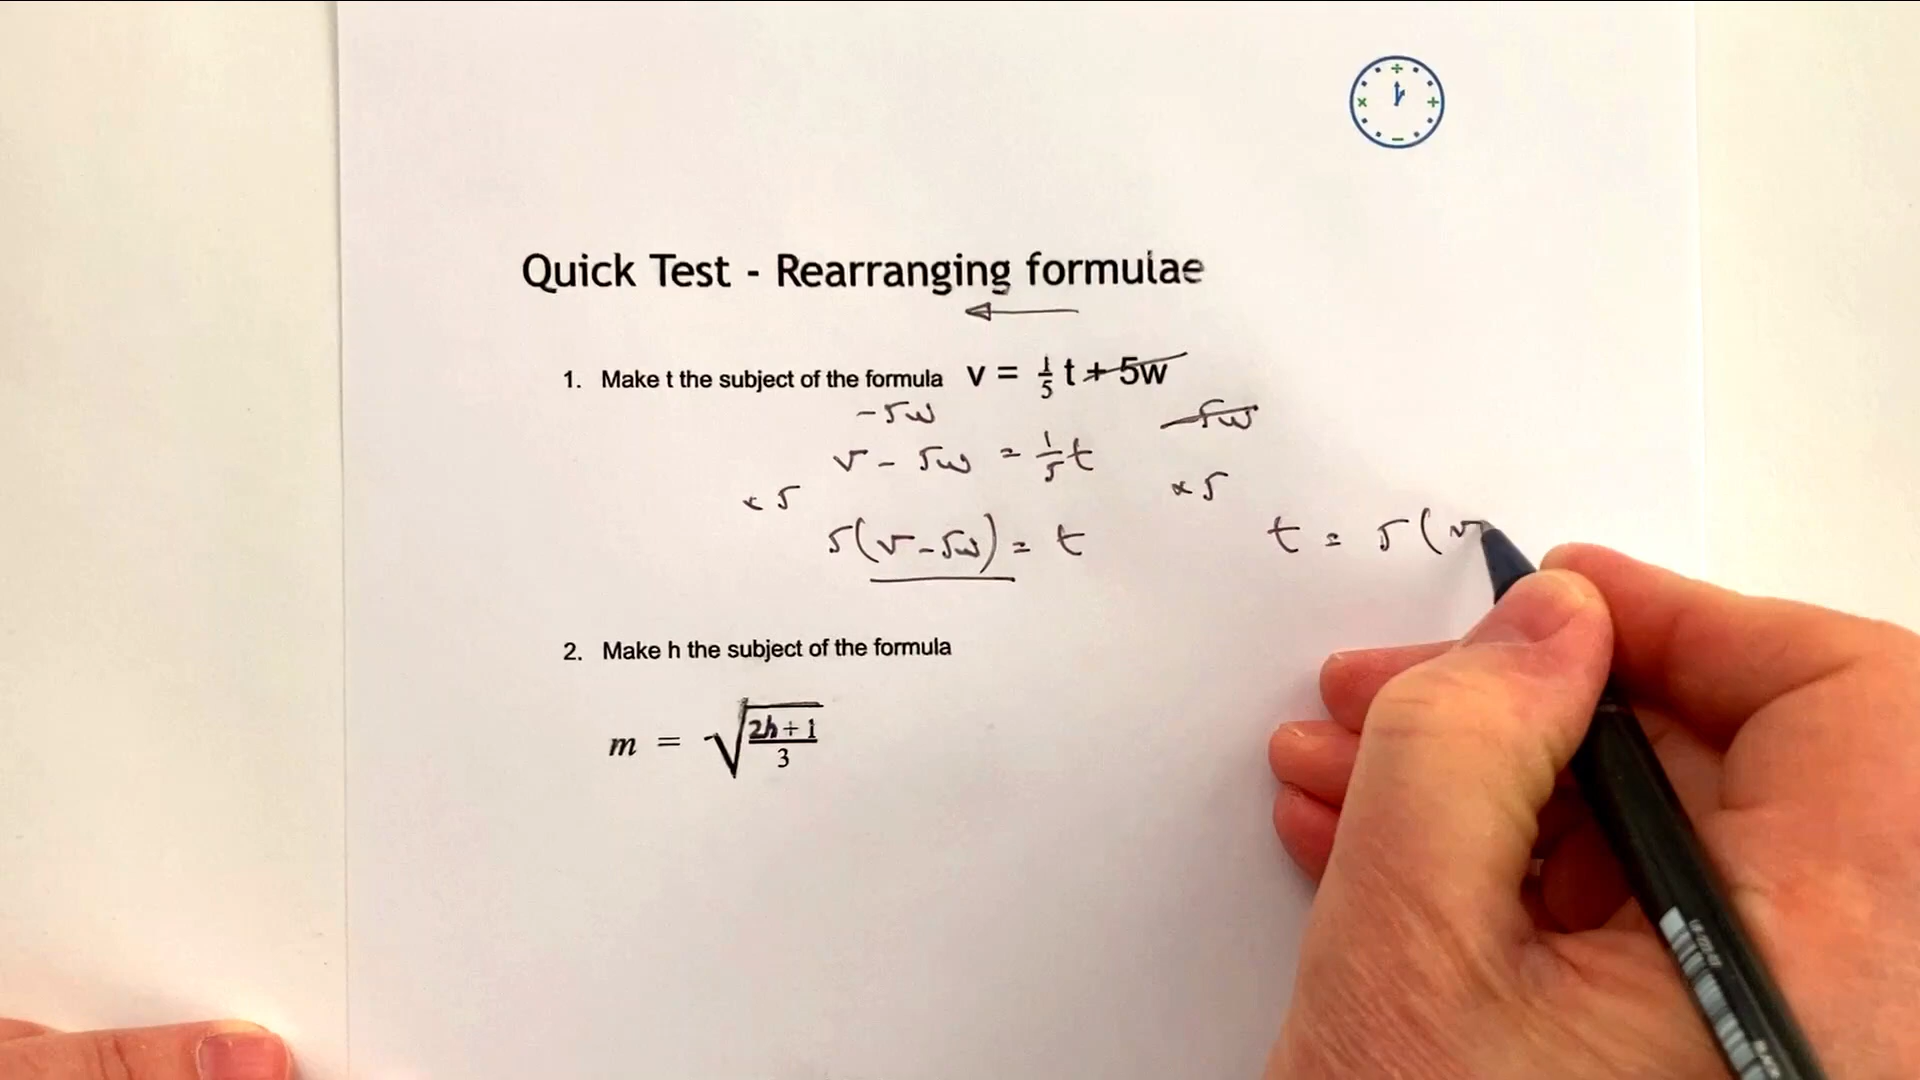 Quick Test - Rearranging formulae
1. Make t the subject of the formula v = 1/5 t + 5w
-5w -5w
v - 5w = 1/5 t
×5 ×5
5(v-5w) = t t = 5(v
2. Make h the subject of the formula
m = √((2h+1)/3)